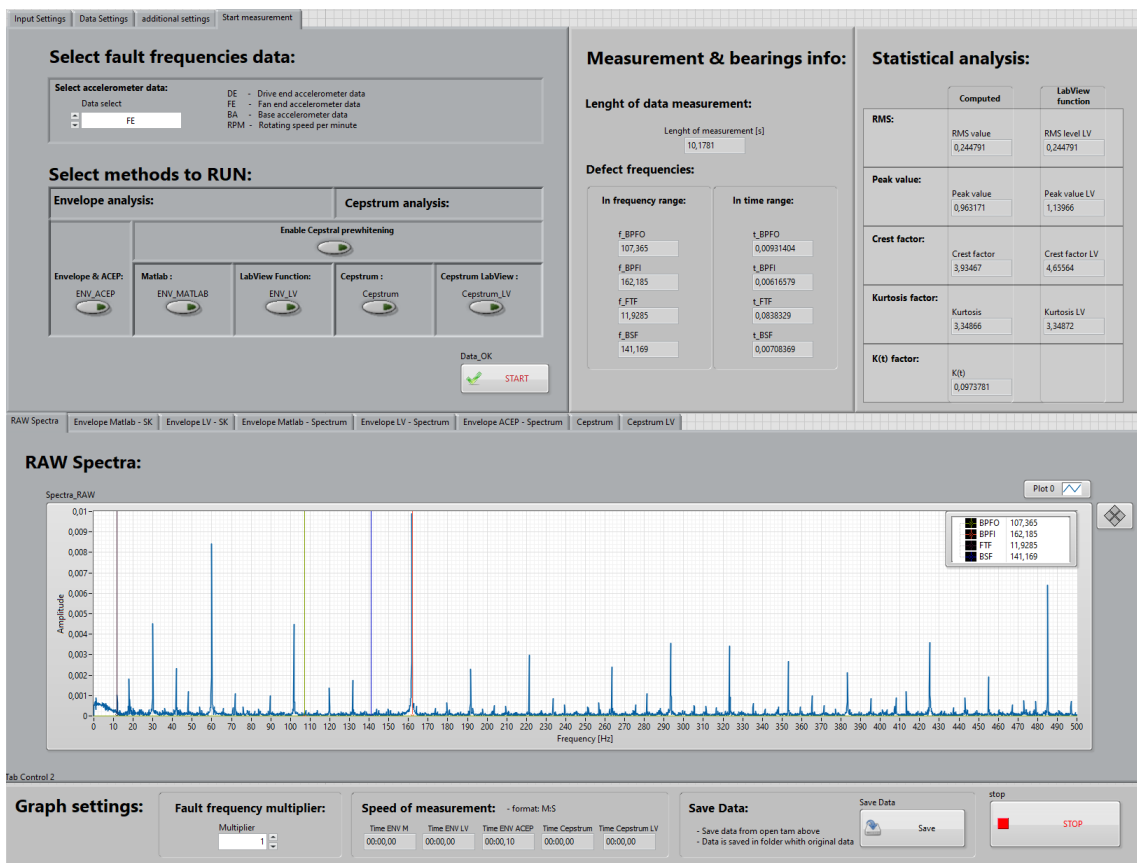 Input Settings
Data Settings
additional settings
Start measurement
Select fault frequencies data:
Select accelerometer data:
Data select
FE
DE - Drive end accelerometer data
FE - Fan end accelerometer data
BA - Base accelerometer data
RPM - Rotating speed per minute
Select methods to RUN:
Envelope analysis:
Cepstrum analysis:
Enable Cepstral prewhitening
Envelope & ACEP:
Matlab :
LabView Function:
Cepstrum :
Cepstrum LabView :
ENV_ACEP
ENV_MATLAB
ENV_LV
Cepstrum
Cepstrum_LV
Data_OK
START
Measurement & bearings info:
Lenght of data measurement:
Lenght of measurement [s]
10,1781
Defect frequencies:
In frequency range:
f_BPFO
107,365
f_BPFI
162,185
f_FTF
11,9285
f_BSF
141,169
In time range:
t_BPFO
0,00931404
t_BPFI
0,00616579
t_FTF
0,0838329
t_BSF
0,00708369
Statistical analysis:
Computed
LabView
function
RMS:
RMS value
RMS level LV
0,244791
0,244791
Peak value:
Peak value
Peak value LV
0,963171
1,13966
Crest factor:
Crest factor
Crest factor LV
3,93467
4,65564
Kurtosis factor:
Kurtosis
Kurtosis LV
3,34866
3,34872
K(t) factor:
K(t)
0,0973781
RAW Spectra
Envelope Matlab - SK
Envelope LV - SK
Envelope Matlab - Spectrum
Envelope LV - Spectrum
Envelope ACEP - Spectrum
Cepstrum
Cepstrum LV
RAW Spectra:
Spectra_RAW
Plot 0
BPFO 107,365
BPFI 162,185
FTF 11,9285
BSF 141,169
Amplitude
0,01
0,009
0,008
0,007
0,006
0,005
0,004
0,003
0,002
0,001
0
0 10 20 30 40 50 60 70 80 90 100 110 120 130 140 150 160 170 180 190 200 210 220 230 240 250 260 270 280 290 300 310 320 330 340 350 360 370 380 390 400 410 420 430 440 450 460 470 480 490 500
Frequency [Hz]
Tab Control 2
Graph settings:
Fault frequency multiplier:
Multiplier
1
Speed of measurement: - format: M:S
Time ENV M
Time ENV LV
Time ENV ACEP
Time Cepstrum
Time Cepstrum LV
00:00,00
00:00,00
00:00,10
00:00,00
00:00,00
Save Data:
- Save data from open tam above
- Data is saved in folder whith original data
Save Data
Save
stop
STOP